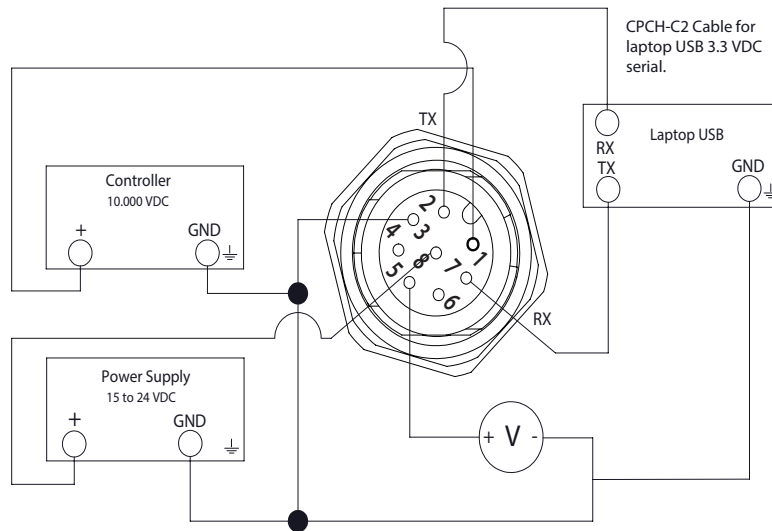 CPCH-C2 Cable for
laptop USB 3.3 VDC
serial.
TX
RX
Laptop USB
TX
GND
Controller
10.000 VDC
+
GND
2
3
4
1
8
7
5
6
RX
Power Supply
15 to 24 VDC
+
GND
+ V -